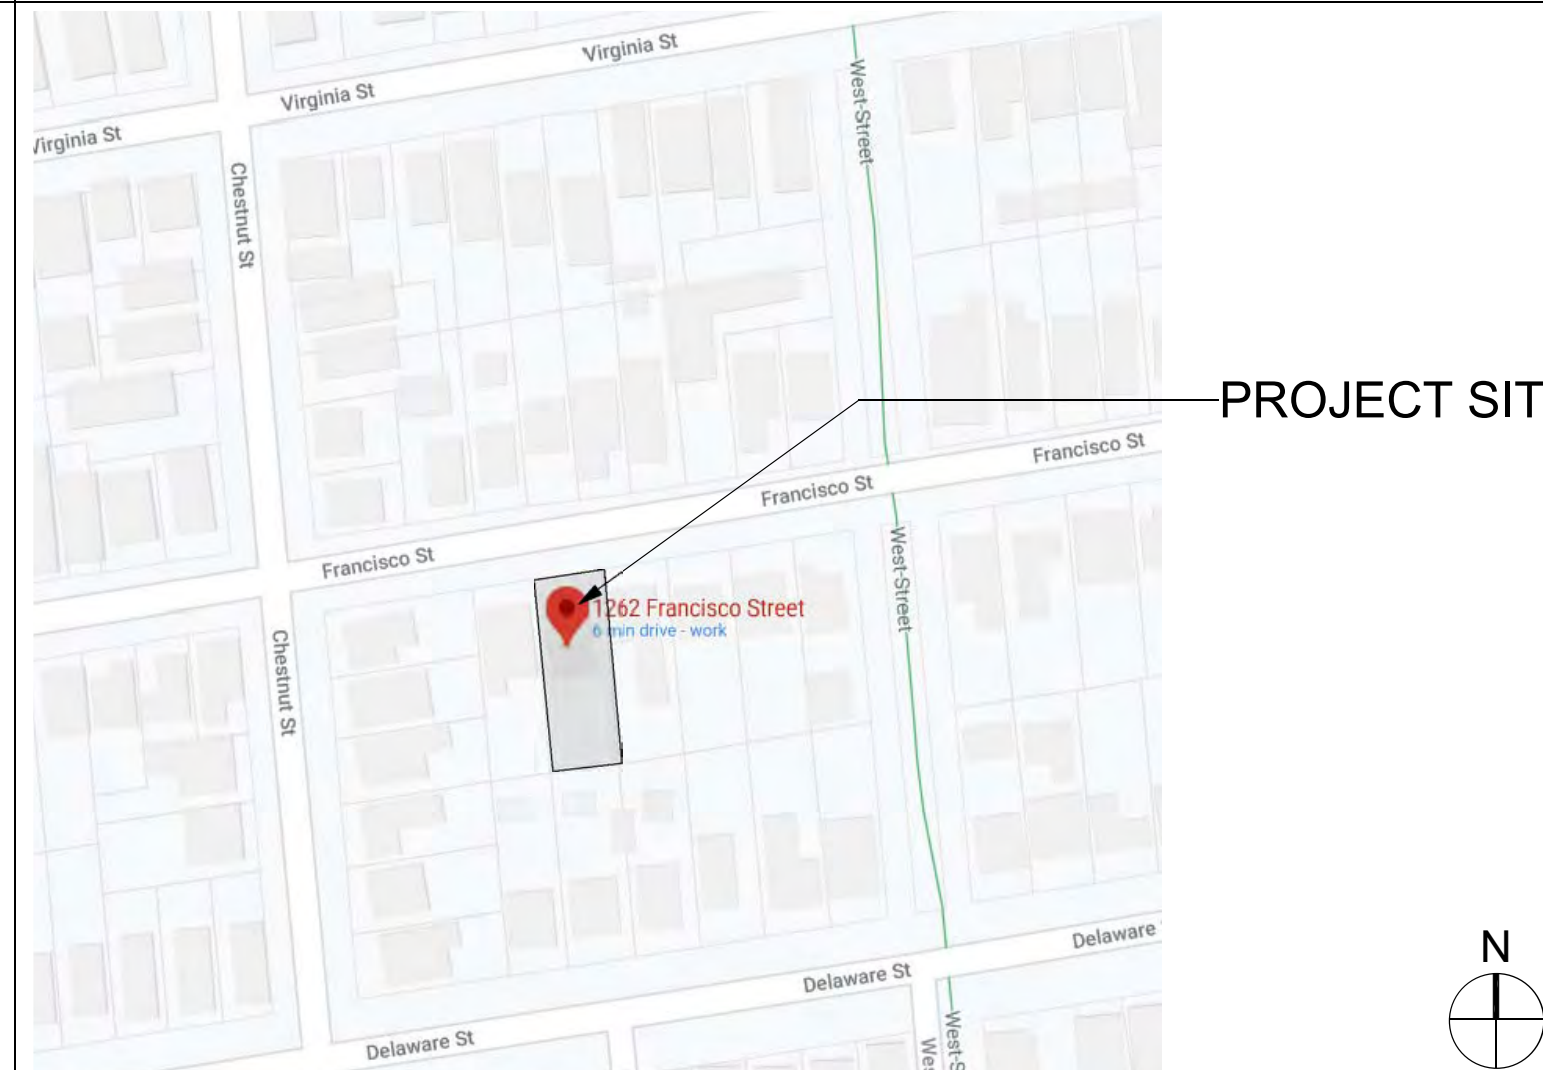 Virginia St
Virginia St
Virginia St
West-Street
Chestnut St
PROJECT SIT
Francisco St
Francisco St
Francisco St
West-Street
1262 Francisco Street
6 min drive - work
Chestnut St
N
Delaware
Delaware St
Delaware St
West-S
Wes